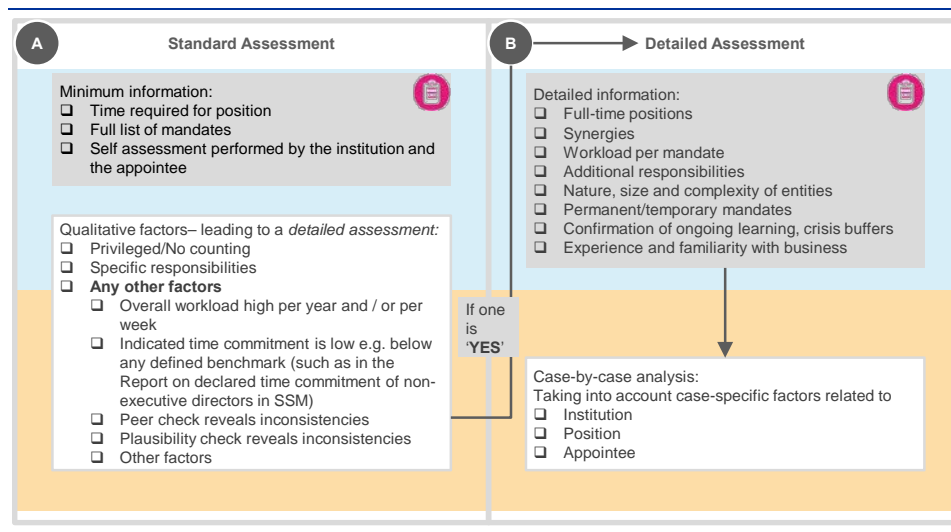 A
Standard Assessment
Minimum information:
❑ Time required for position
❑ Full list of mandates
❑ Self assessment performed by the institution and
the appointee
Qualitative factors– leading to a detailed assessment:
❑ Privileged/No counting
❑ Specific responsibilities
❑ Any other factors
❑ Overall workload high per year and / or per
week
❑ Indicated time commitment is low e.g. below
any defined benchmark (such as in the
Report on declared time commitment of non-
executive directors in SSM)
❑ Peer check reveals inconsistencies
❑ Plausibility check reveals inconsistencies
❑ Other factors
If one
is
‘YES’
B
Detailed Assessment
Detailed information:
❑ Full-time positions
❑ Synergies
❑ Workload per mandate
❑ Additional responsibilities
❑ Nature, size and complexity of entities
❑ Permanent/temporary mandates
❑ Confirmation of ongoing learning, crisis buffers
❑ Experience and familiarity with business
Case-by-case analysis:
Taking into account case-specific factors related to
❑ Institution
❑ Position
❑ Appointee